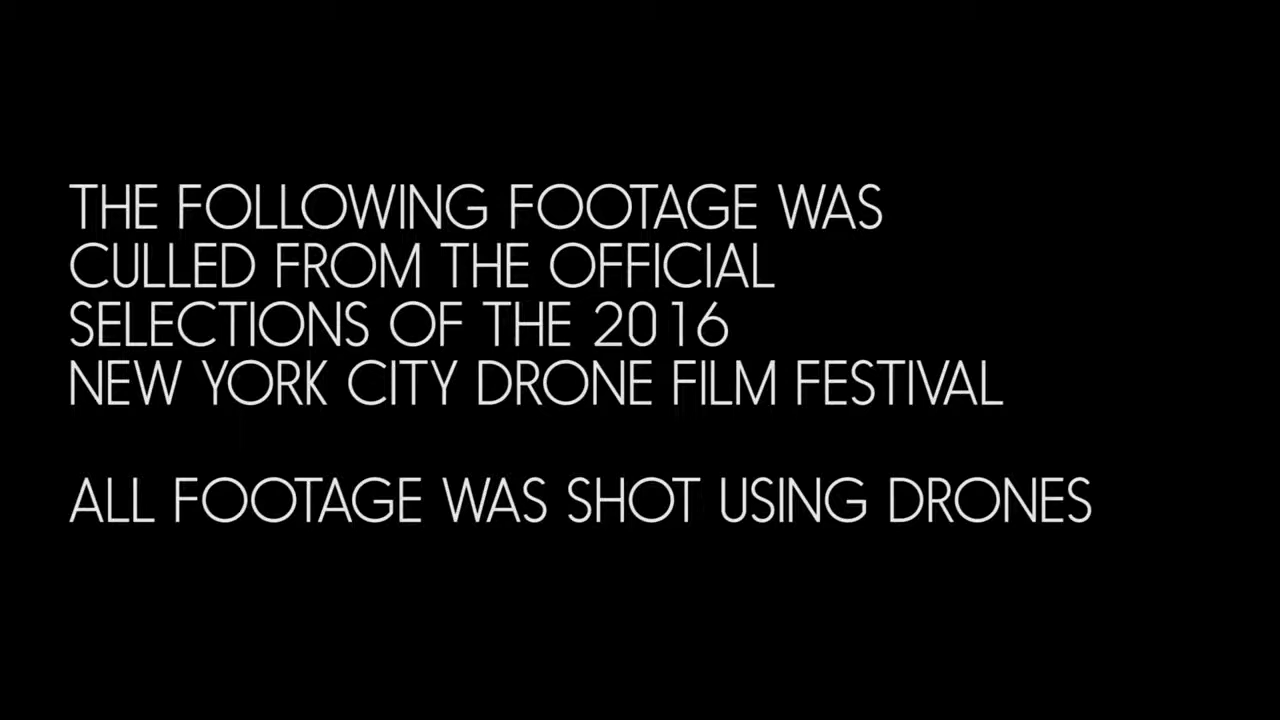 THE FOLLOWING FOOTAGE WAS
CULLED FROM THE OFFICIAL
SELECTIONS OF THE 2016
NEW YORK CITY DRONE FILM FESTIVAL
ALL FOOTAGE WAS SHOT USING DRONES